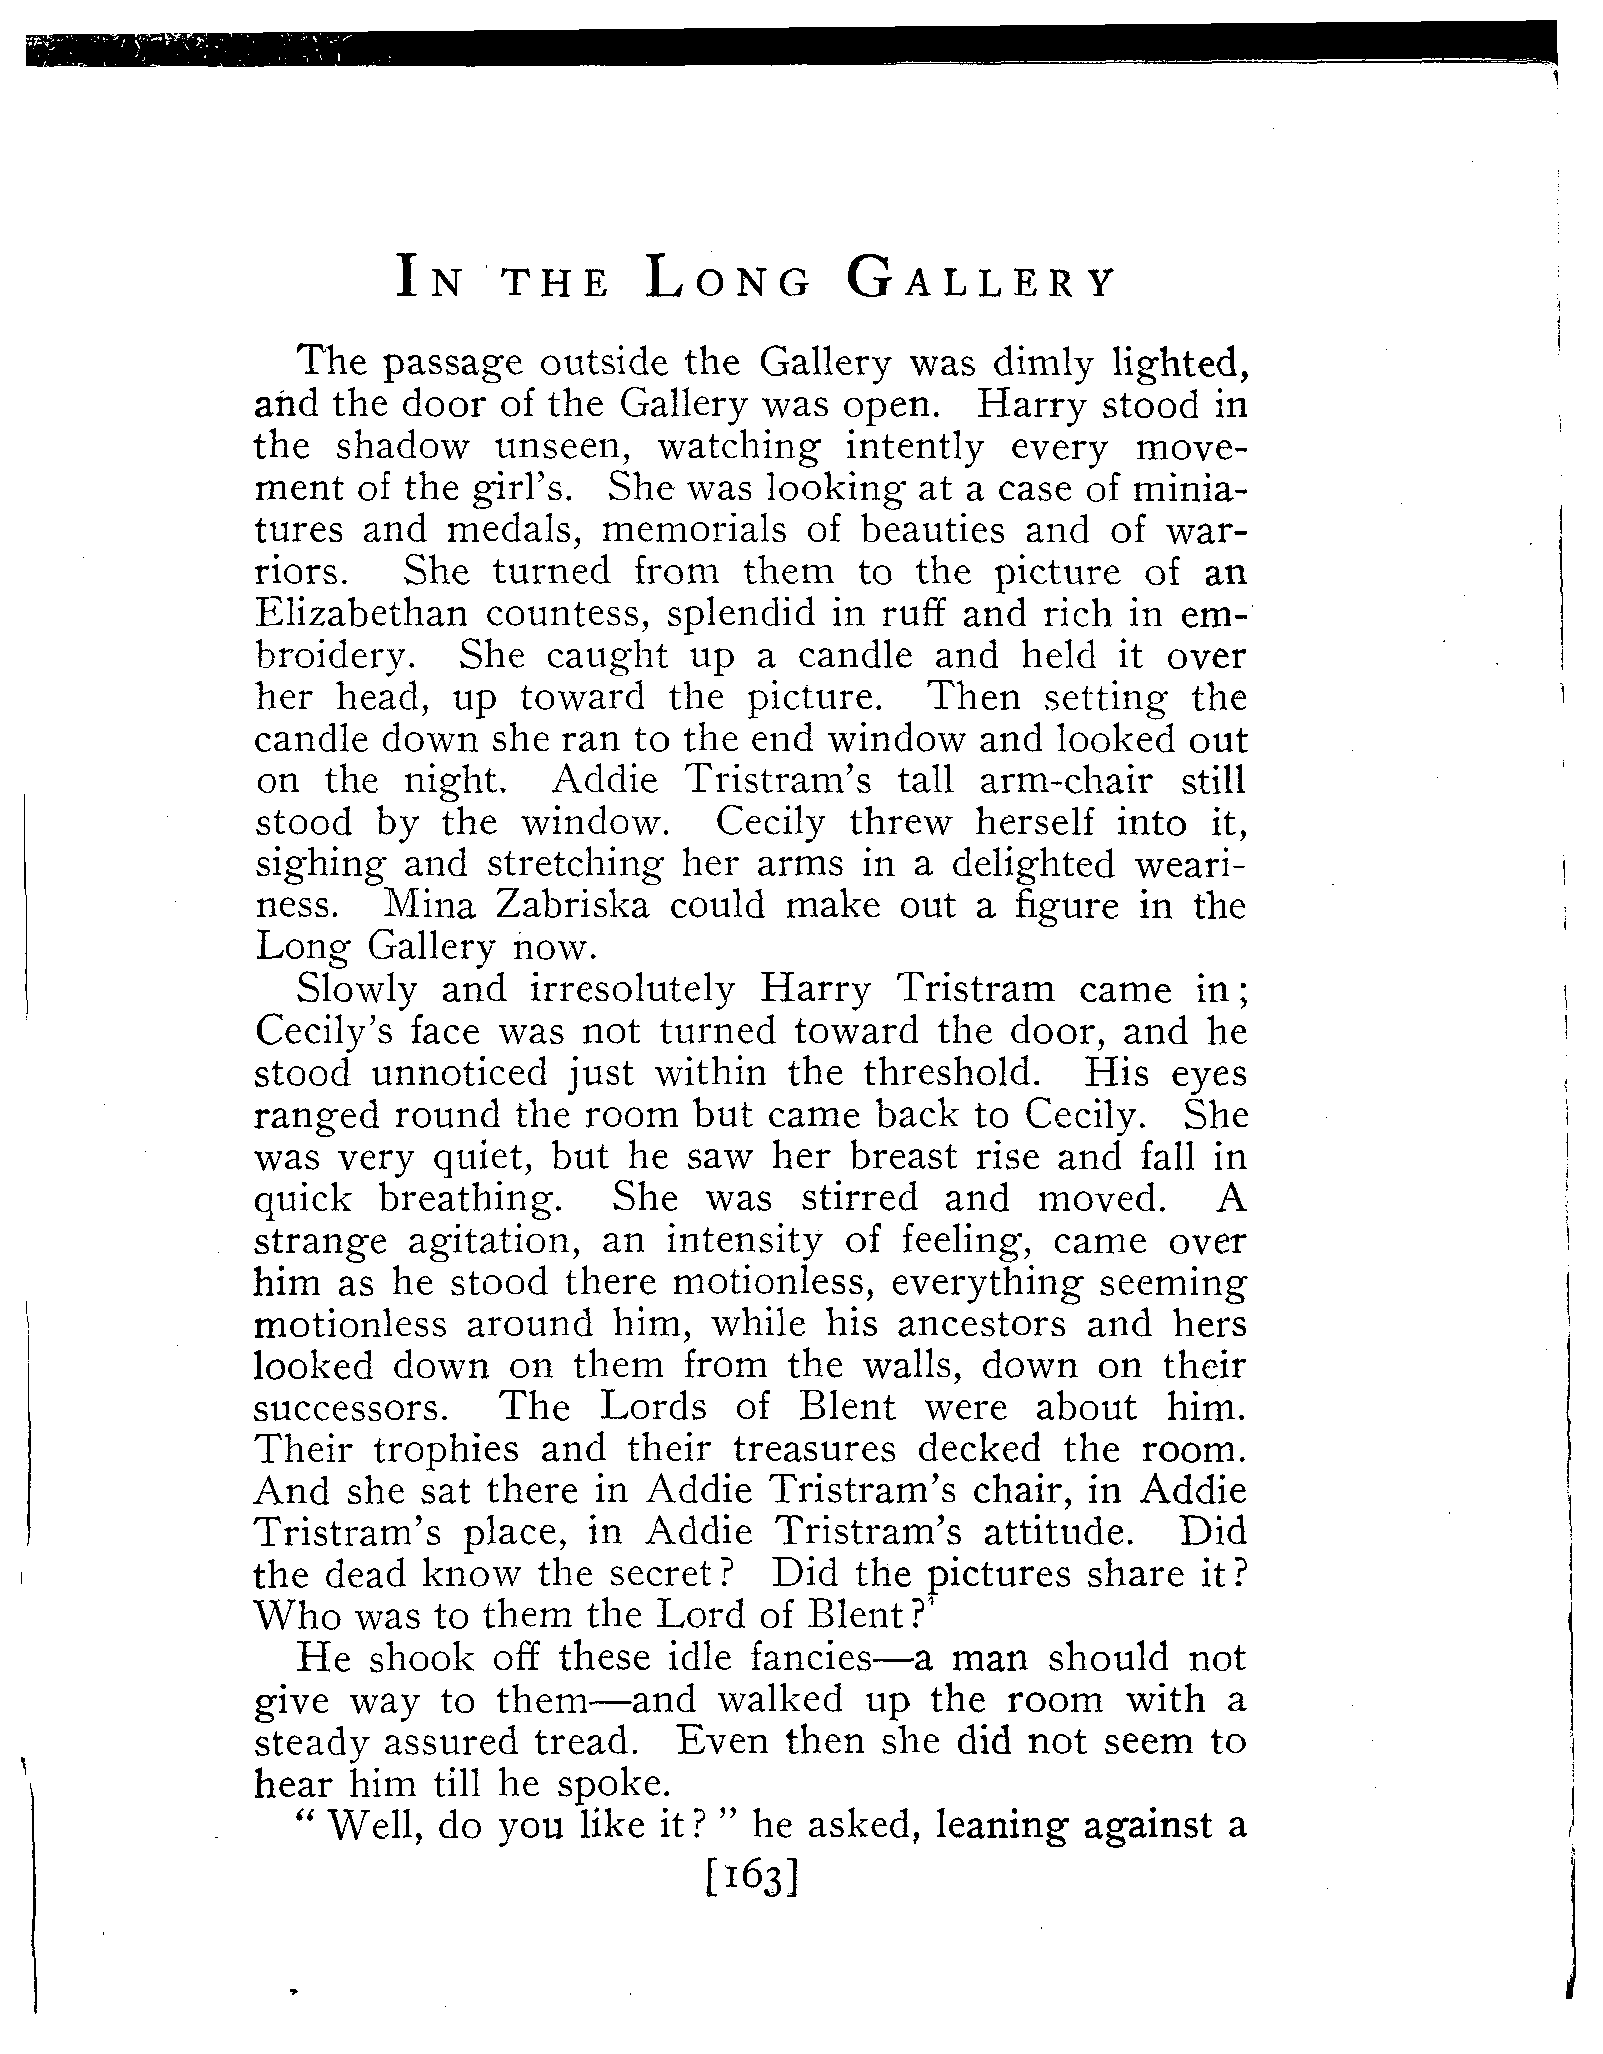 In the Long Gallery
The passage outside the Gallery was dimly lighted,
and the door of the Gallery was open. Harry stood in
the shadow unseen, watching intently every move-
ment of the girl's. She was looking at a case of minia-
tures and medals, memorials of beauties and of war-
riors. She turned from them to the picture of an
Elizabethan countess, splendid in ruff and rich in em-
broidery. She caught up a candle and held it over
her head, up toward the picture. Then setting the
candle down she ran to the end window and looked out
on the night. Addie Tristram's tall arm-chair still
stood by the window. Cecily threw herself into it,
sighing and stretching her arms in a delighted weari-
ness. Mina Zabriska could make out a figure in the
Long Gallery now.
Slowly and irresolutely Harry Tristram came in;
Cecily's face was not turned toward the door, and he
stood unnoticed just within the threshold. His eyes
ranged round the room but came back to Cecily. She
was very quiet, but he saw her breast rise and fall in
quick breathing. She was stirred and moved. A
strange agitation, an intensity of feeling, came over
him as he stood there motionless, everything seeming
motionless around him, while his ancestors and hers
looked down on them from the walls, down on their
successors. The Lords of Blent were about him.
Their trophies and their treasures decked the room.
And she sat there in Addie Tristram's chair, in Addie
Tristram's place, in Addie Tristram's attitude. Did
the dead know the secret? Did the pictures share it?
Who was to them the Lord of Blent?
He shook off these idle fancies—a man should not
give way to them—and walked up the room with a
steady assured tread. Even then she did not seem to
hear him till he spoke.
"Well, do you like it?" he asked, leaning against a
[163]